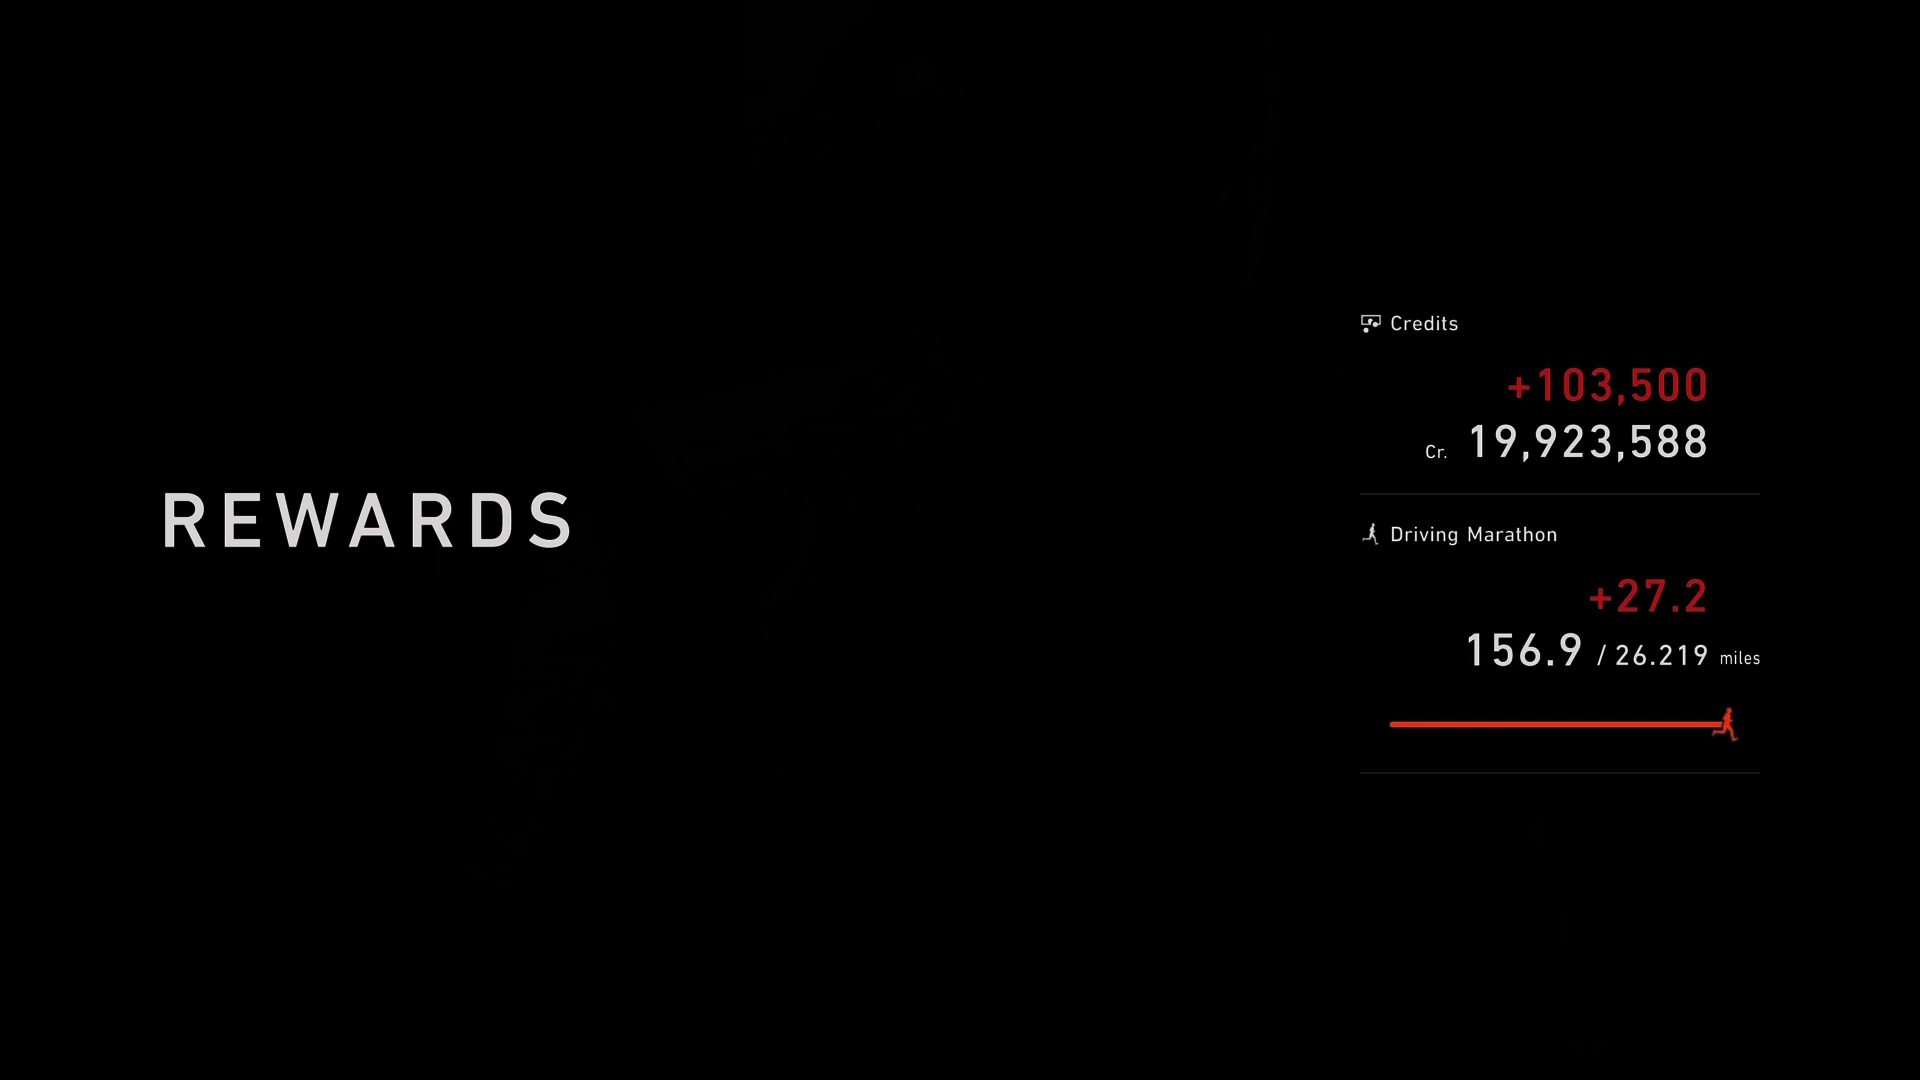 REWARDS
Credits
+103,500
Cr. 19,923,588
Driving Marathon
+27.2
156.9 / 26.219 miles